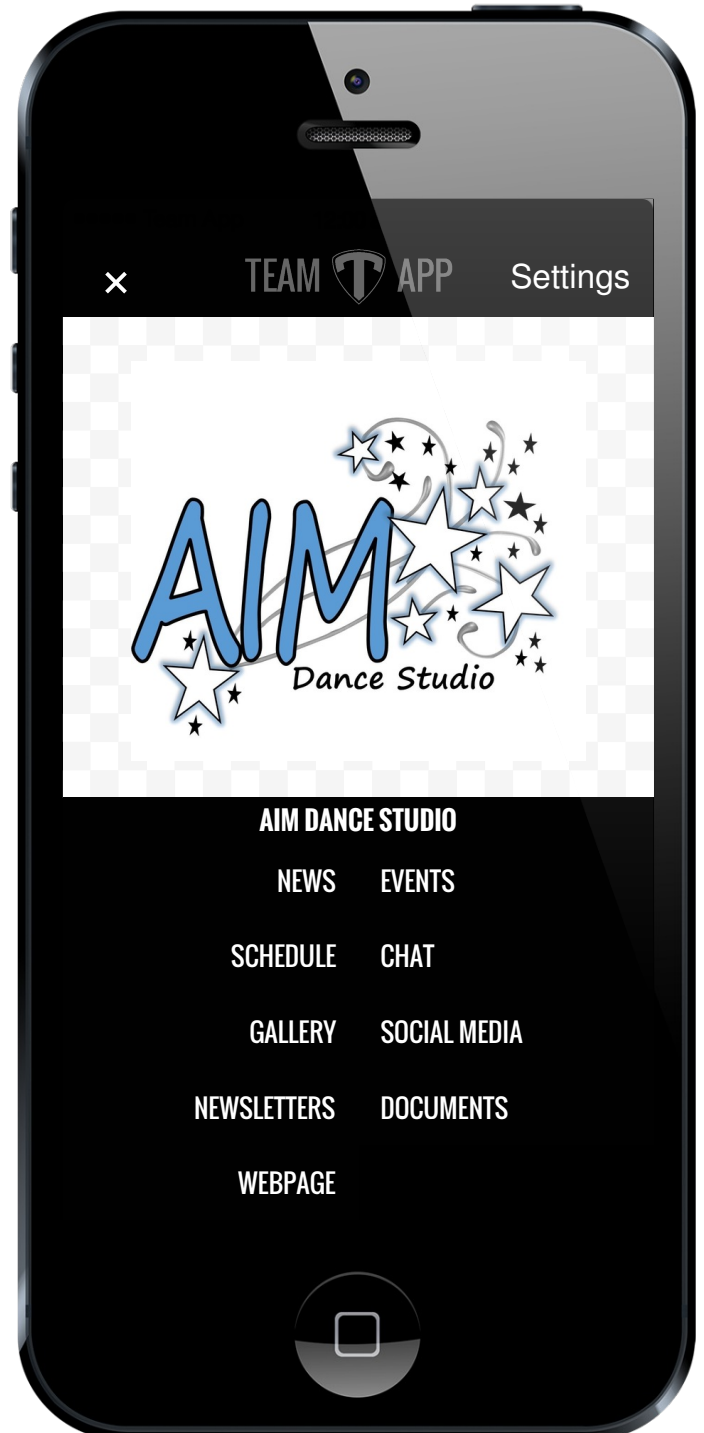 × TEAM T APP Settings
AIM
Dance Studio
AIM DANCE STUDIO
NEWS EVENTS
SCHEDULE CHAT
GALLERY SOCIAL MEDIA
NEWSLETTERS DOCUMENTS
WEBPAGE